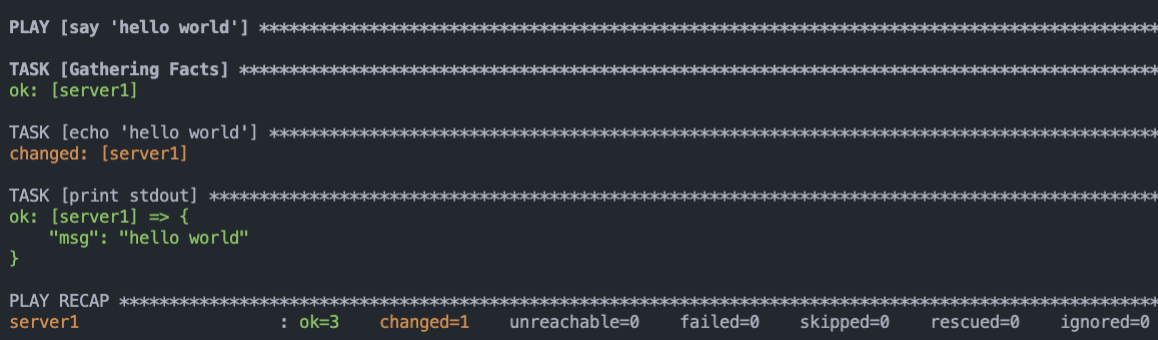 PLAY [say 'hello world'] ******************************************************************************************
TASK [Gathering Facts] ********************************************************************************************
ok: [server1]
TASK [echo 'hello world'] *****************************************************************************************
changed: [server1]
TASK [print stdout] ***********************************************************************************************
ok: [server1] => {
    "msg": "hello world"
}
PLAY RECAP ********************************************************************************************************
server1                    : ok=3    changed=1    unreachable=0    failed=0    skipped=0    rescued=0    ignored=0